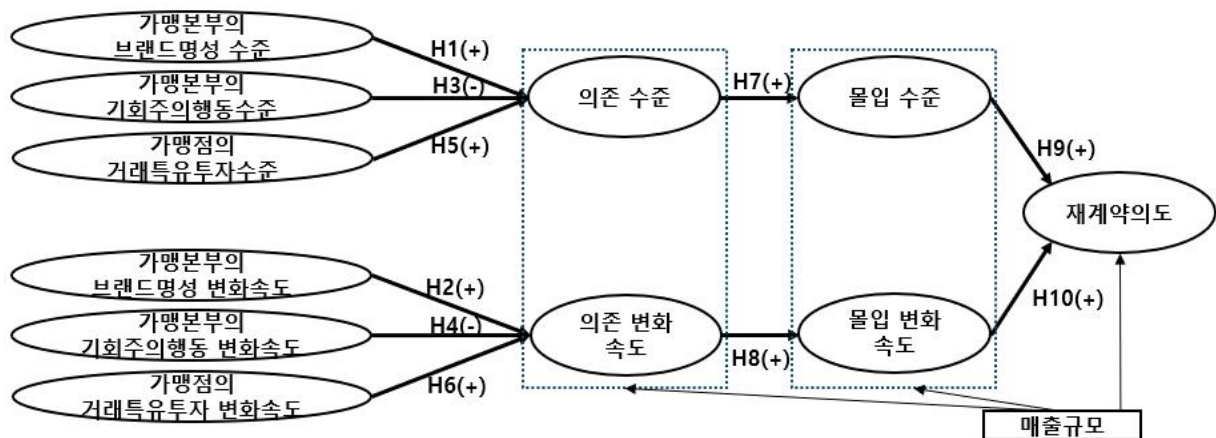 가맹본부의
브랜드명성 수준
H1(+)
가맹본부의
기회주의행동수준
H3(-)
가맹점의
거래특유투자수준
H5(+)
의존 수준
H7(+)
몰입 수준
H9(+)
재계약의도
가맹본부의
브랜드명성 변화속도
H2(+)
가맹본부의
기회주의행동 변화속도
H4(-)
가맹점의
거래특유투자 변화속도
H6(+)
의존 변화
속도
H8(+)
몰입 변화
속도
H10(+)
매출규모